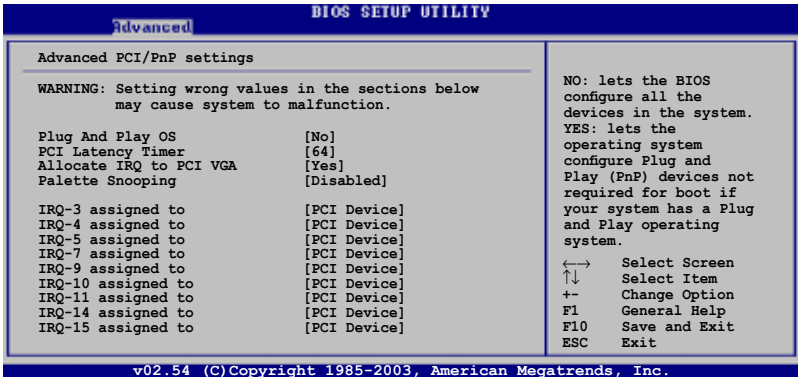 BIOS SETUP UTILITY
Advanced
Advanced PCI/PnP settings
WARNING: Setting wrong values in the sections below
may cause system to malfunction.
Plug And Play OS [No]
PCI Latency Timer [64]
Allocate IRQ to PCI VGA [Yes]
Palette Snooping [Disabled]
IRQ-3 assigned to [PCI Device]
IRQ-4 assigned to [PCI Device]
IRQ-5 assigned to [PCI Device]
IRQ-7 assigned to [PCI Device]
IRQ-9 assigned to [PCI Device]
IRQ-10 assigned to [PCI Device]
IRQ-11 assigned to [PCI Device]
IRQ-14 assigned to [PCI Device]
IRQ-15 assigned to [PCI Device]
NO: lets the BIOS
configure all the
devices in the system.
YES: lets the
operating system
configure Plug and
Play (PnP) devices not
required for boot if
your system has a Plug
and Play operating
system.
←→ Select Screen
↑↓ Select Item
+- Change Option
F1 General Help
F10 Save and Exit
ESC Exit
v02.54 (C)Copyright 1985-2003, American Megatrends, Inc.